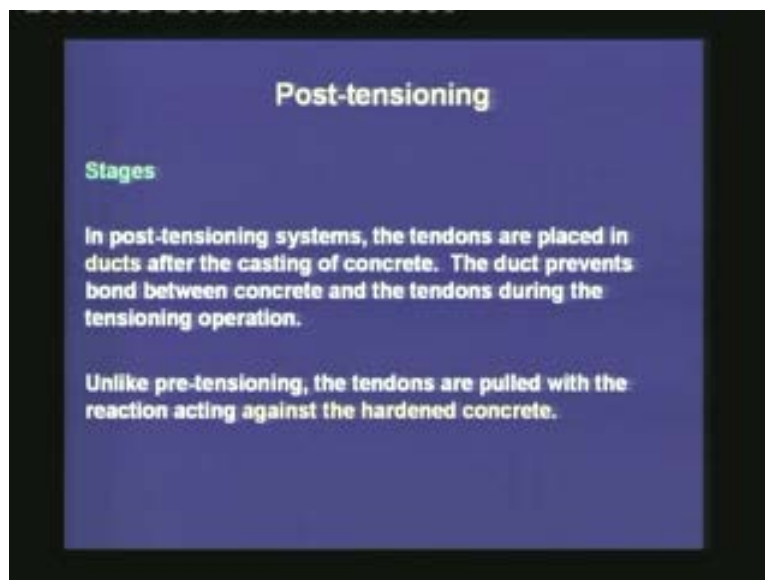 Post-tensioning
Stages
In post-tensioning systems, the tendons are placed in
ducts after the casting of concrete. The duct prevents
bond between concrete and the tendons during the
tensioning operation.
Unlike pre-tensioning, the tendons are pulled with the
reaction acting against the hardened concrete.